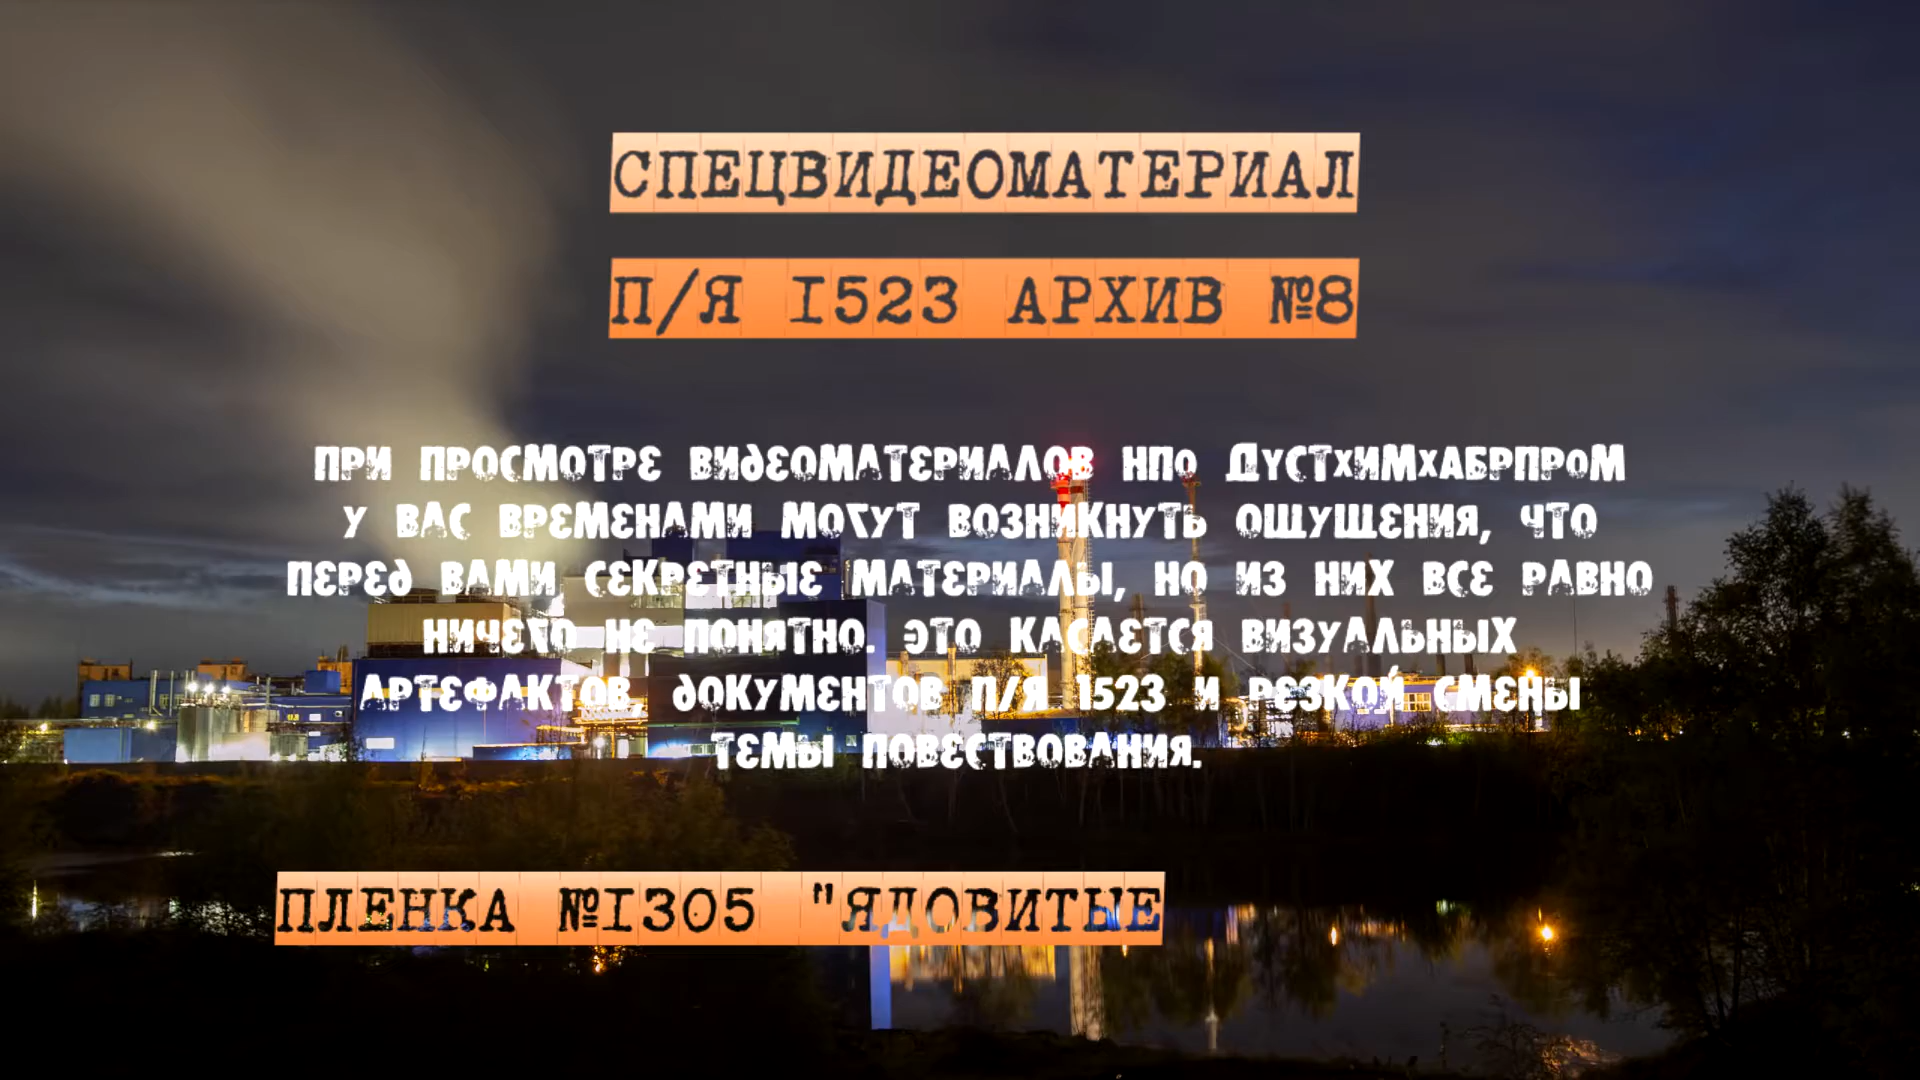 СПЕЦВИДЕОМАТЕРИАЛ
П/Я 1523 АРХИВ №8
ПРИ ПРОСМОТРЕ ВИДЕОМАТЕРИАЛОВ НПО ДУСТХИМХАБРПРОМ
У ВАС ВРЕМЕНАМИ МОГУТ ВОЗНИКНУТЬ ОЩУЩЕНИЯ, ЧТО
ПЕРЕД ВАМИ СЕКРЕТНЫЕ МАТЕРИАЛЫ, НО ИЗ НИХ ВСЕ РАВНО
НИЧЕГО НЕ ПОНЯТНО. ЭТО КАСАЕТСЯ ВИЗУАЛЬНЫХ
АРТЕФАКТОВ, ДОКУМЕНТОВ П/Я 1523 И РЕЗКОЙ СМЕНЫ
ТЕМЫ ПОВЕСТВОВАНИЯ.
ПЛЕНКА №1305 "ЯДОВИТЫЕ